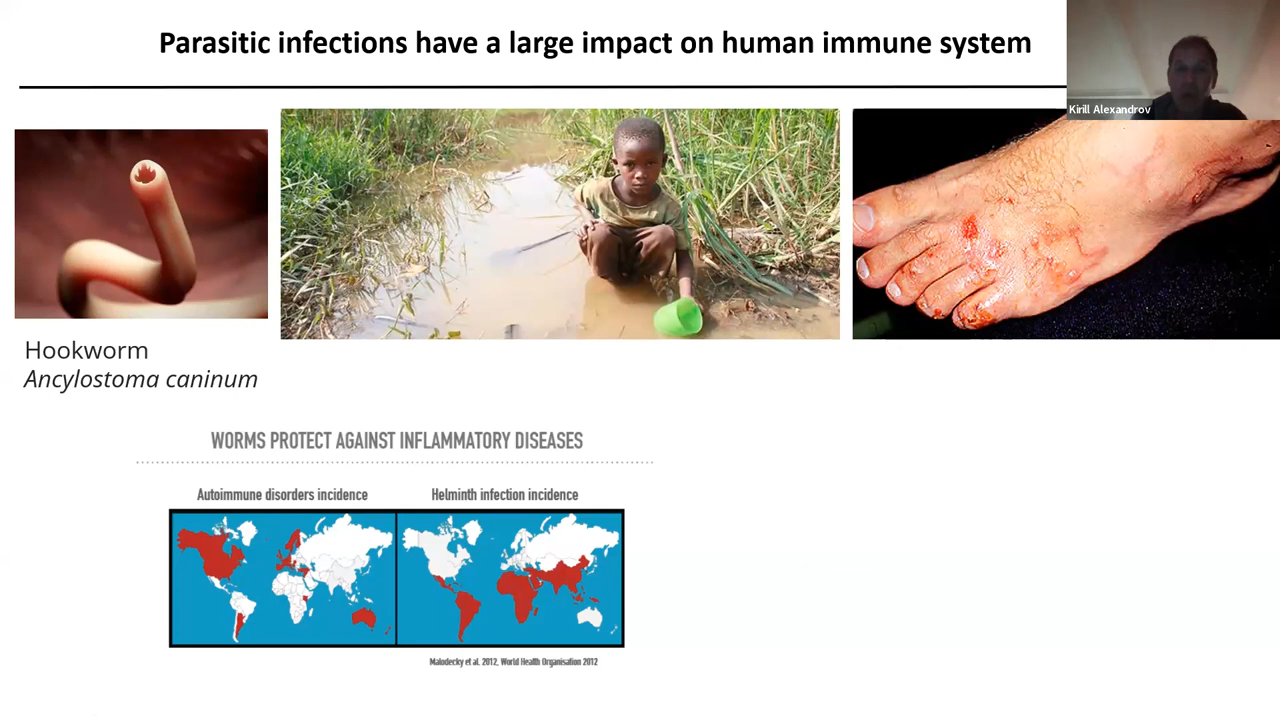 Parasitic infections have a large impact on human immune system
Kirill Alexandrov
Hookworm
Ancylostoma caninum
WORMS PROTECT AGAINST INFLAMMATORY DISEASES
Autoimmune disorders incidence
Helminth infection incidence
Malodecky et al. 2012, World Health Organisation 2012